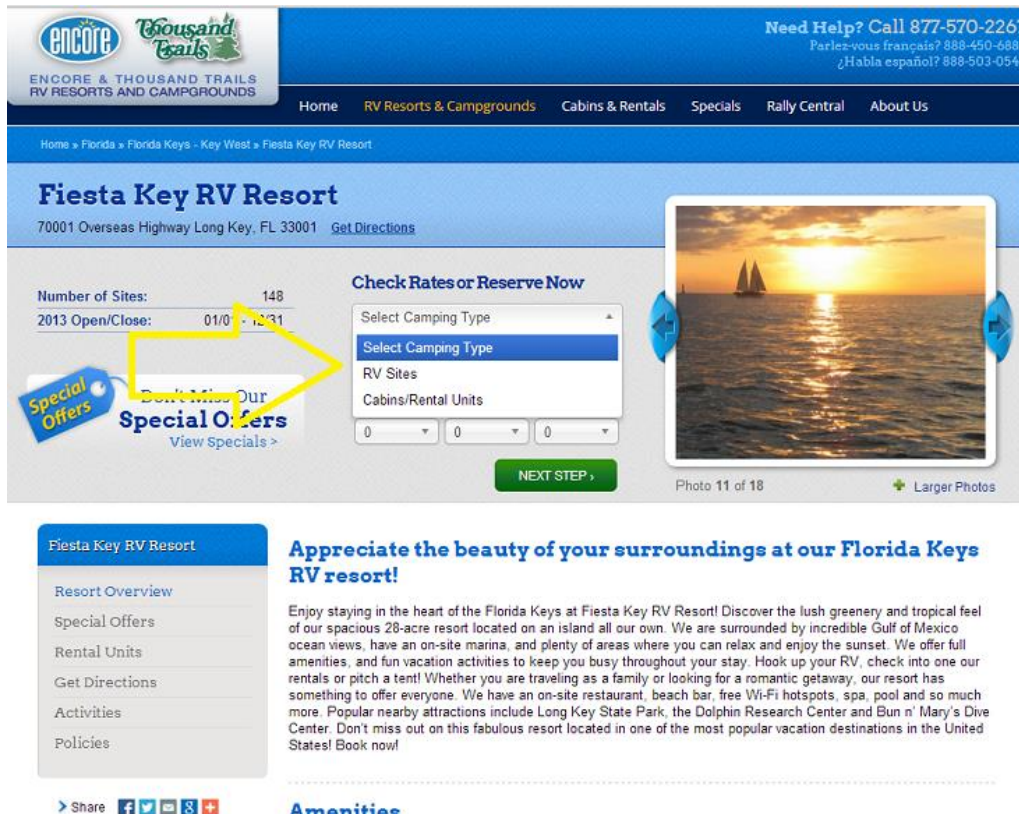 encore
Thousand Trails
ENCORE & THOUSAND TRAILS
RV RESORTS AND CAMPGROUNDS
Need Help? Call 877-570-226
Parlez-vous français? 888-450-688
¿Habla español? 888-503-054
Home RV Resorts & Campgrounds Cabins & Rentals Specials Rally Central About Us
Home » Florida » Florida Keys - Key West » Fiesta Key RV Resort
Fiesta Key RV Resort
70001 Overseas Highway Long Key, FL 33001 Get Directions
Number of Sites: 148
2013 Open/Close: 01/01 - 12/31
Special Offers
Don't Miss Our
Special Offers
View Specials >
Check Rates or Reserve Now
Select Camping Type
Select Camping Type
RV Sites
Cabins/Rental Units
0 0 0
NEXT STEP ›
Photo 11 of 18
Larger Photos
Fiesta Key RV Resort
Resort Overview
Special Offers
Rental Units
Get Directions
Activities
Policies
Share
Appreciate the beauty of your surroundings at our Florida Keys
RV resort!
Enjoy staying in the heart of the Florida Keys at Fiesta Key RV Resort! Discover the lush greenery and tropical feel
of our spacious 28-acre resort located on an island all our own. We are surrounded by incredible Gulf of Mexico
ocean views, have an on-site marina, and plenty of areas where you can relax and enjoy the sunset. We offer full
amenities, and fun vacation activities to keep you busy throughout your stay. Hook up your RV, check into one our
rentals or pitch a tent! Whether you are traveling as a family or looking for a romantic getaway, our resort has
something to offer everyone. We have an on-site restaurant, beach bar, free Wi-Fi hotspots, spa, pool and so much
more. Popular nearby attractions include Long Key State Park, the Dolphin Research Center and Bun n' Mary's Dive
Center. Don't miss out on this fabulous resort located in one of the most popular vacation destinations in the United
States! Book now!
Amenities